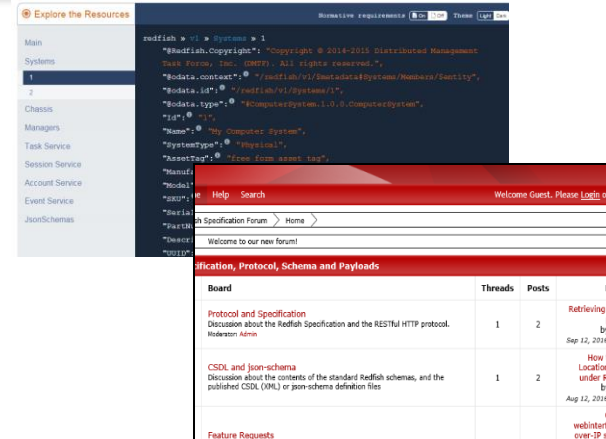 Explore the Resources
Normative requirements On Off Theme Light Dark
Main
Systems
1
2
Chassis
Managers
Task Service
Session Service
Account Service
Event Service
JsonSchemas
redfish » v1 » Systems » 1
"@Redfish.Copyright": "Copyright © 2014-2015 Distributed Management
Task Force, Inc. (DMTF). All rights reserved.",
"@odata.context": "/redfish/v1/$metadata#Systems/Members/$entity",
"@odata.id": "/redfish/v1/Systems/1",
"@odata.type": "#ComputerSystem.1.0.0.ComputerSystem",
"Id": "1",
"Name": "My Computer System",
"SystemType": "Physical",
"AssetTag": "free form asset tag",
"Manufa
"Model"
"SKU":
"Serial
"PartNu
"Descri
"UUID":
Help Search Welcome Guest. Please Login o
sh Specification Forum Home
Welcome to our new forum!
ification, Protocol, Schema and Payloads
Board Threads Posts
Protocol and Specification
Discussion about the Redfish Specification and the RESTful HTTP protocol.
Moderator: Admin
1 2
Retrieving
b
Sep 12, 2016
CSDL and json-schema
Discussion about the contents of the standard Redfish schemas, and the
published CSDL (XML) or json-schema definition files
1 2
How
Location
under R
b
Aug 12, 2016
Feature Requests
webinterf
over-IP s